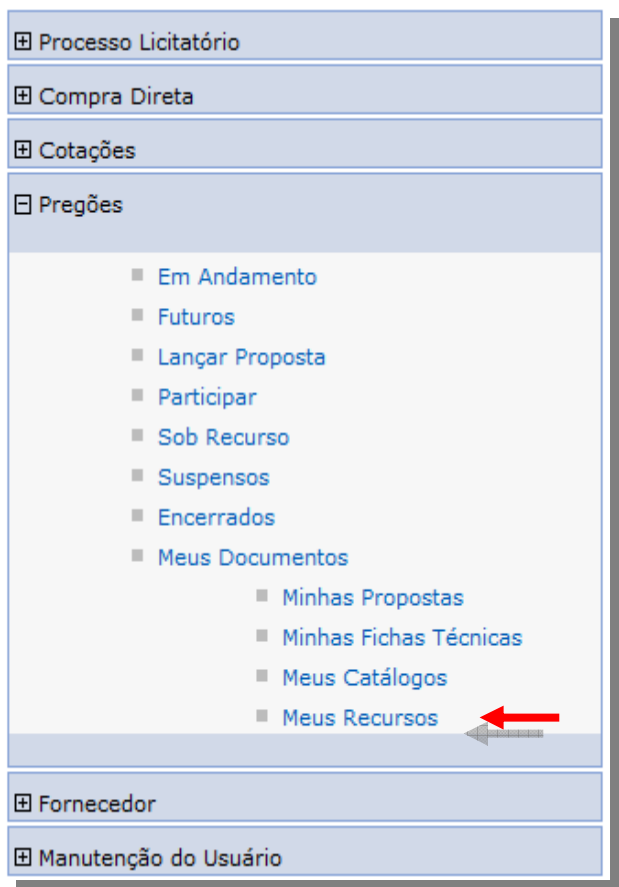 Processo Licitatório
Compra Direta
Cotações
Pregões
Em Andamento
Futuros
Lançar Proposta
Participar
Sob Recurso
Suspensos
Encerrados
Meus Documentos
Minhas Propostas
Minhas Fichas Técnicas
Meus Catálogos
Meus Recursos
Fornecedor
Manutenção do Usuário